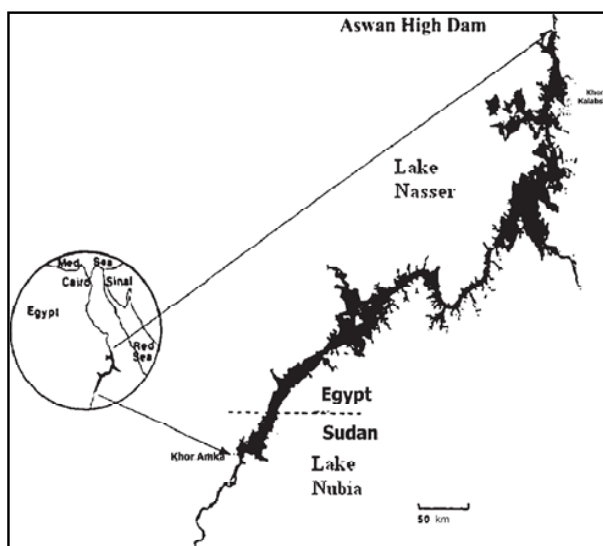 Aswan High Dam
Khor
Kalabs
Lake
Nasser
Med. Sea
Cairo Sinai
Egypt
Red
Sea
Egypt
Sudan
Khor Amka
Lake
Nubia
50 km